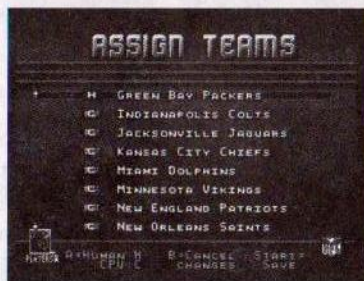 ASSIGN TEAMS
H GREEN BAY PACKERS
C INDIANAPOLIS COLTS
C JACKSONVILLE JAGUARS
C KANSAS CITY CHIEFS
C MIAMI DOLPHINS
C MINNESOTA VIKINGS
C NEW ENGLAND PATRIOTS
C NEW ORLEANS SAINTS
PLAYERS A=HUMAN H B=CANCEL START=
CPU C CHANGES SAVE